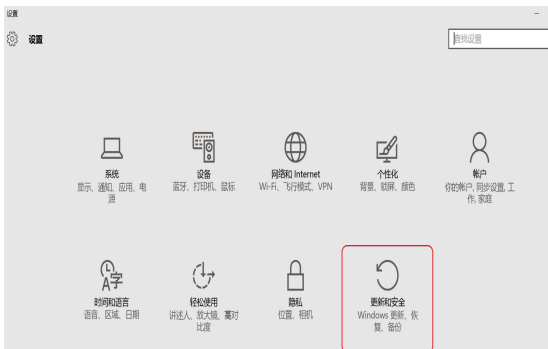 设置
设置
查找设置
系统
显示、通知、应用、电
源
设备
蓝牙、打印机、鼠标
网络和 Internet
Wi-Fi、飞行模式、VPN
个性化
背景、锁屏、颜色
帐户
你的帐户, 同步设置, 工
作, 家庭
时间和语言
语音、区域、日期
轻松使用
讲述人、放大镜、高对
比度
隐私
位置、相机
更新和安全
Windows 更新、恢
复、备份